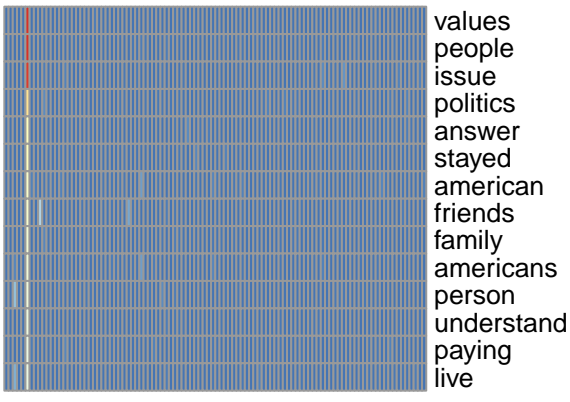 values
people
issue
politics
answer
stayed
american
friends
family
americans
person
understand
paying
live